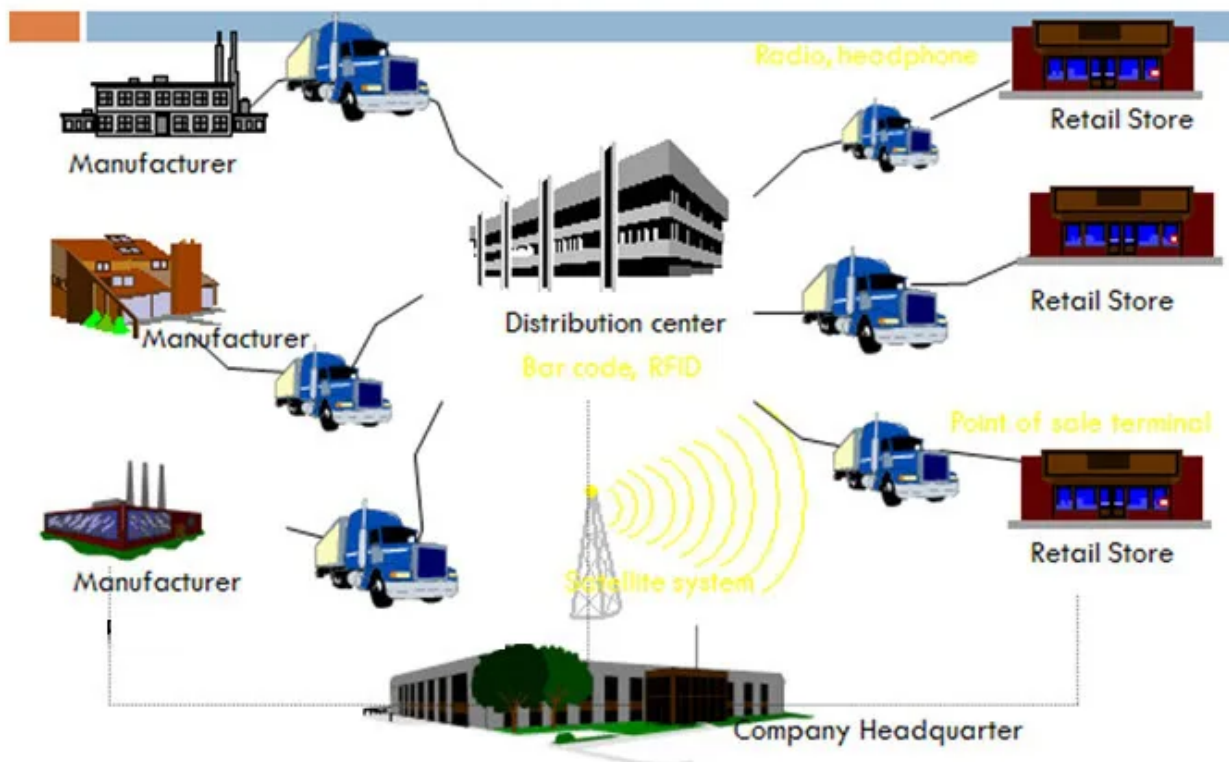 Radio, headphone
Retail Store
Manufacturer
Retail Store
Distribution center
Manufacturer
Bar code, RFID
Point of sale terminal
Retail Store
Manufacturer
Satellite system
Company Headquarter